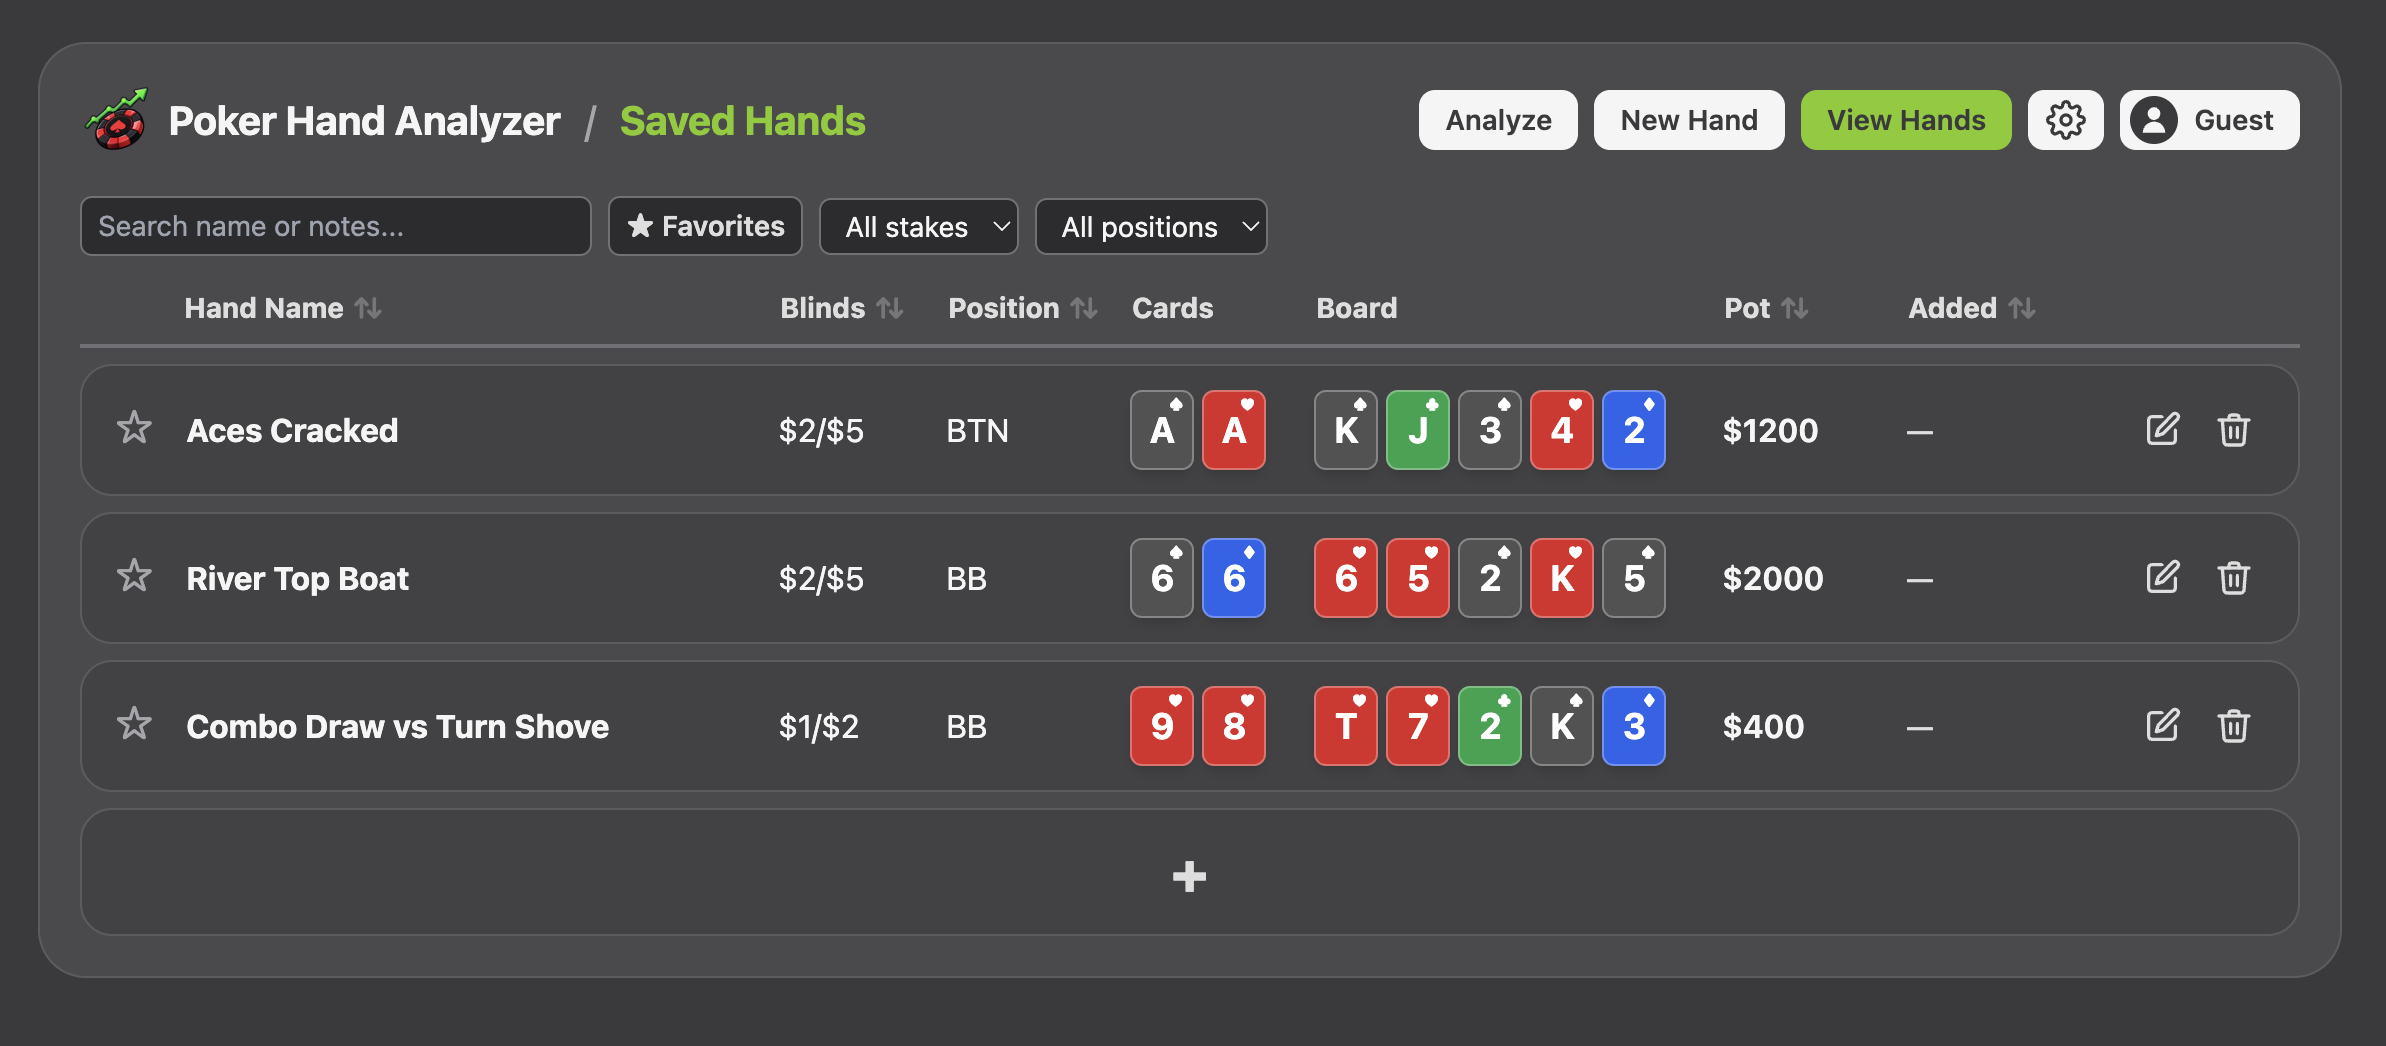 Poker Hand Analyzer / Saved Hands Analyze New Hand View Hands Guest
Search name or notes... ★ Favorites All stakes All positions
Hand Name ↑↓ Blinds ↑↓ Position ↑↓ Cards Board Pot ↑↓ Added ↑↓
☆ Aces Cracked $2/$5 BTN A♠ A♥ K♠ J♣ 3♠ 4♥ 2♦ $1200 —
☆ River Top Boat $2/$5 BB 6♠ 6♦ 6♥ 5♥ 2♠ K♥ 5♠ $2000 —
☆ Combo Draw vs Turn Shove $1/$2 BB 9♥ 8♥ T♥ 7♥ 2♣ K♠ 3♦ $400 —
+